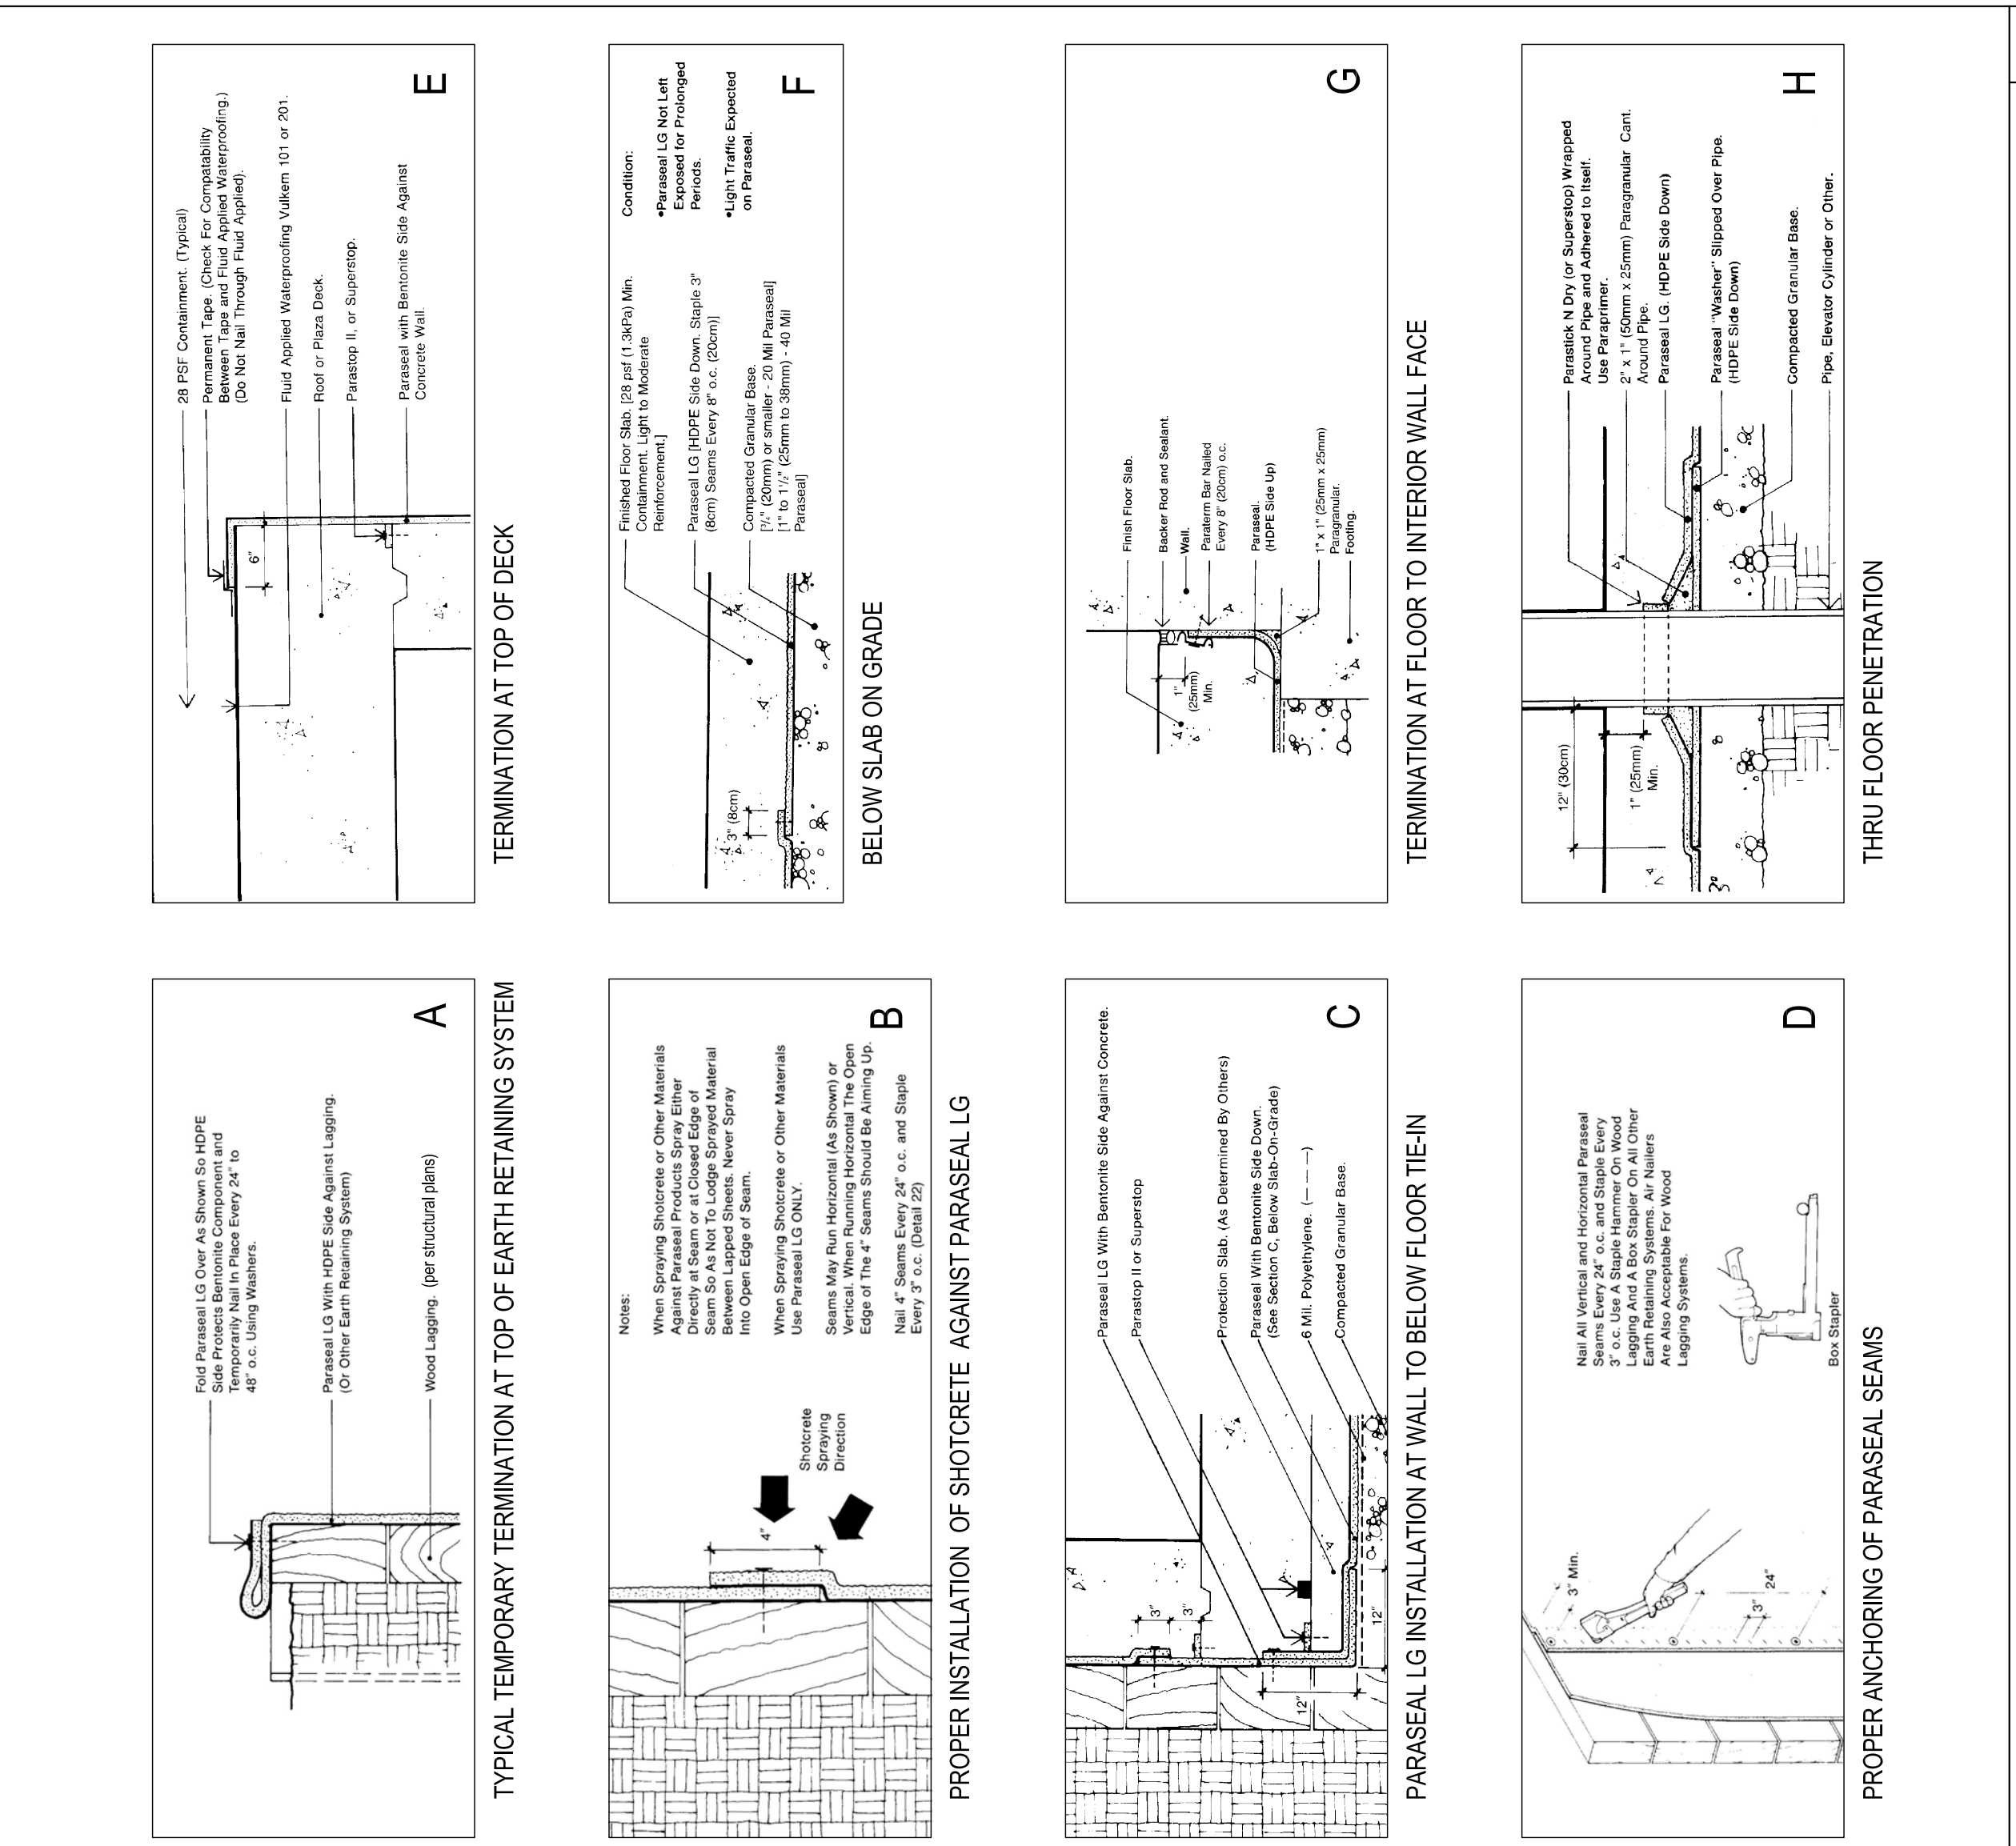 Fold Paraseal LG Over As Shown So HDPE
Side Protects Bentonite Component and
Temporarily Nail In Place Every 24" to
48" o.c. Using Washers.
Paraseal LG With HDPE Side Against Lagging.
(Or Other Earth Retaining System)
Wood Lagging. (per structural plans)
A
TYPICAL TEMPORARY TERMINATION AT TOP OF EARTH RETAINING SYSTEM
28 PSF Containment. (Typical)
Permanent Tape. (Check For Compatability
Between Tape and Fluid Applied Waterproofing.)
(Do Not Nail Through Fluid Applied).
Fluid Applied Waterproofing Vulkem 101 or 201.
Roof or Plaza Deck.
Parastop II, or Superstop.
Paraseal with Bentonite Side Against
Concrete Wall.
6"
E
TERMINATION AT TOP OF DECK
Notes:
When Spraying Shotcrete or Other Materials
Against Paraseal Products Spray Either
Directly at Seam or at Closed Edge of
Seam So As Not To Lodge Sprayed Material
Between Lapped Sheets. Never Spray
Into Open Edge of Seam.
When Spraying Shotcrete or Other Materials
Use Paraseal LG ONLY.
Seams May Run Horizontal (As Shown) or
Vertical. When Running Horizontal The Open
Edge of The 4" Seams Should Be Aiming Up.
Nail 4" Seams Every 24" o.c. and Staple
Every 3" o.c. (Detail 22)
4"
Shotcrete
Spraying
Direction
B
PROPER INSTALLATION OF SHOTCRETE AGAINST PARASEAL LG
Finished Floor Slab. [28 psf (1.3kPa) Min.
Containment. Light to Moderate
Reinforcement.]
Paraseal LG [HDPE Side Down. Staple 3"
(8cm) Seams Every 8" o.c. (20cm)]
Compacted Granular Base.
[3/4" (20mm) or smaller - 20 Mil Paraseal]
[1" to 1 1/2" (25mm to 38mm) - 40 Mil
Paraseal]
Condition:
•Paraseal LG Not Left
Exposed for Prolonged
Periods.
•Light Traffic Expected
on Paraseal.
3" (8cm)
F
BELOW SLAB ON GRADE
Paraseal LG With Bentonite Side Against Concrete.
Parastop II or Superstop
Protection Slab. (As Determined By Others)
Paraseal With Bentonite Side Down.
(See Section C, Below Slab-On-Grade)
6 Mil. Polyethylene. (— — —)
Compacted Granular Base.
3"
3"
12"
12"
C
PARASEAL LG INSTALLATION AT WALL TO BELOW FLOOR TIE-IN
Finish Floor Slab.
Backer Rod and Sealant.
Wall.
Paraterm Bar Nailed
Every 8" (20cm) o.c.
Paraseal.
(HDPE Side Up)
1" x 1" (25mm x 25mm)
Paragranular.
Footing.
1"
(25mm)
Min.
G
TERMINATION AT FLOOR TO INTERIOR WALL FACE
Nail All Vertical and Horizontal Paraseal
Seams Every 24" o.c. and Staple Every
3" o.c. Use A Staple Hammer On Wood
Lagging And A Box Stapler On All Other
Earth Retaining Systems. Air Nailers
Are Also Acceptable For Wood
Lagging Systems.
3" Min.
24"
3"
Box Stapler
D
PROPER ANCHORING OF PARASEAL SEAMS
Parastick N Dry (or Superstop) Wrapped
Around Pipe and Adhered to Itself.
Use Paraprimer.
2" x 1" (50mm x 25mm) Paragranular Cant.
Around Pipe.
Paraseal LG. (HDPE Side Down)
Paraseal "Washer" Slipped Over Pipe.
(HDPE Side Down)
Compacted Granular Base.
Pipe, Elevator Cylinder or Other.
12" (30cm)
1" (25mm)
Min.
H
THRU FLOOR PENETRATION